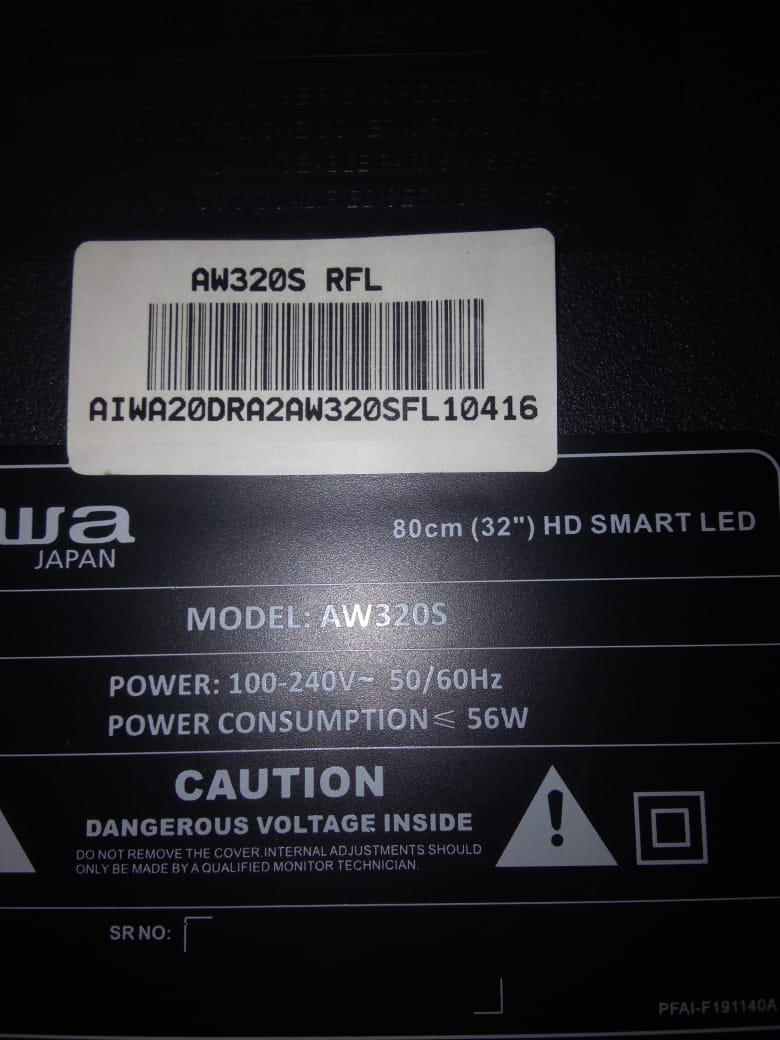 AW320S RFL
AIWA20DRA2AW320SFL10416
wa
JAPAN
80cm (32") HD SMART LED
MODEL: AW320S
POWER: 100-240V~ 50/60Hz
POWER CONSUMPTION≤ 56W
CAUTION
DANGEROUS VOLTAGE INSIDE
DO NOT REMOVE THE COVER.INTERNAL ADJUSTMENTS SHOULD
ONLY BE MADE BY A QUALIFIED MONITOR TECHNICIAN.
SR NO:
PFAI-F191140A